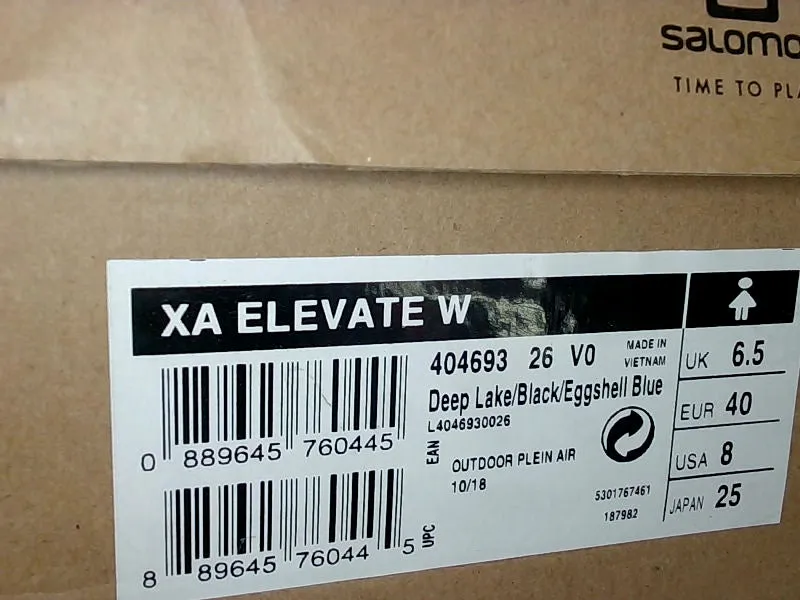 SALOMO
TIME TO PLA
XA ELEVATE W
404693 26 V0
MADE IN
VIETNAM
Deep Lake/Black/Eggshell Blue
L4046930026
EAN
0 889645 760445
OUTDOOR PLEIN AIR
10/18
5301767461
187982
UPC
8 89645 76044 5
UK 6.5
EUR 40
USA 8
JAPAN 25